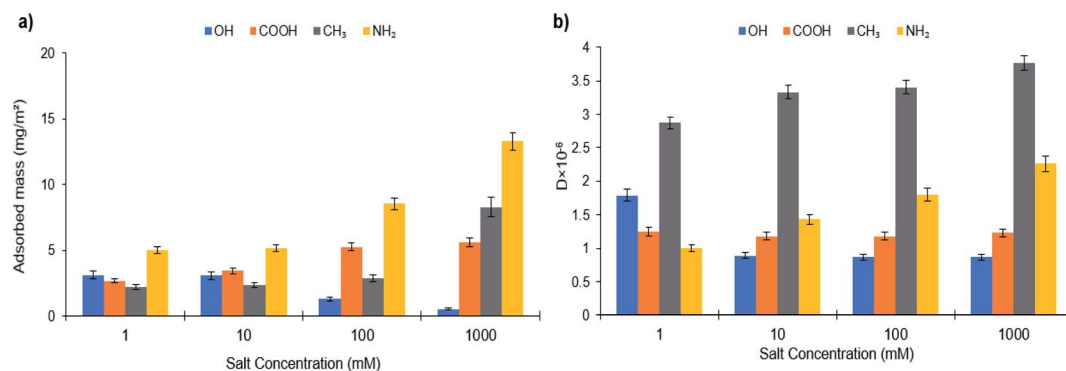 a)
OH COOH CH₃ NH₂
Adsorbed mass (mg/m²)
20
15
10
5
0
1 10 100 1000
Salt Concentration (mM)
b)
OH COOH CH₃ NH₂
D×10⁻⁶
4
3.5
3
2.5
2
1.5
1
0.5
0
1 10 100 1000
Salt Concentration (mM)